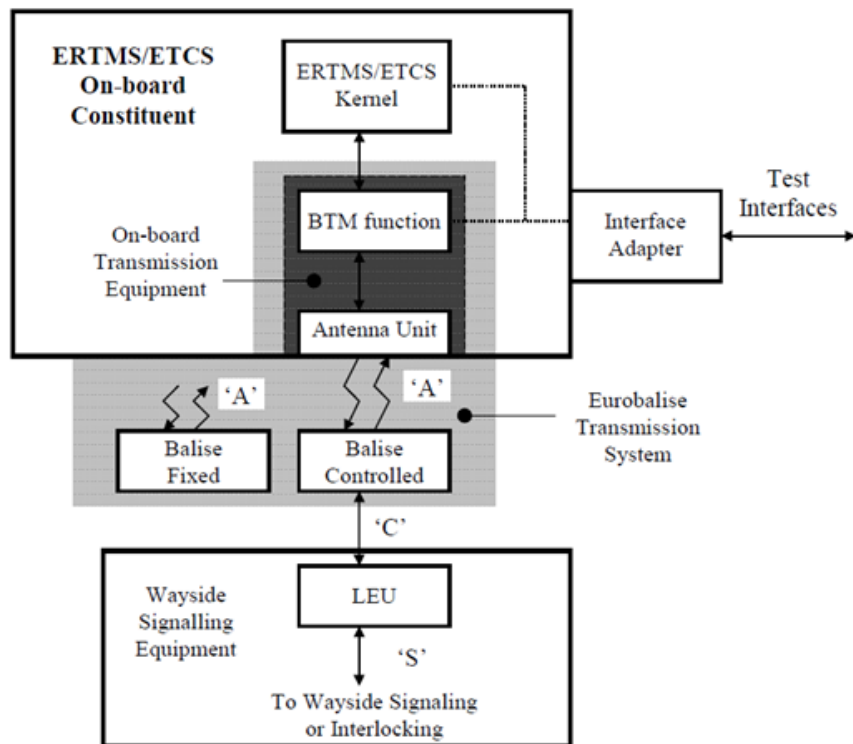 ERTMS/ETCS
On-board
Constituent
ERTMS/ETCS
Kernel
BTM function
On-board
Transmission
Equipment
Antenna Unit
Interface
Adapter
Test
Interfaces
‘A’
‘A’
Balise
Fixed
Balise
Controlled
Eurobalise
Transmission
System
‘C’
Wayside
Signalling
Equipment
LEU
‘S’
To Wayside Signaling
or Interlocking